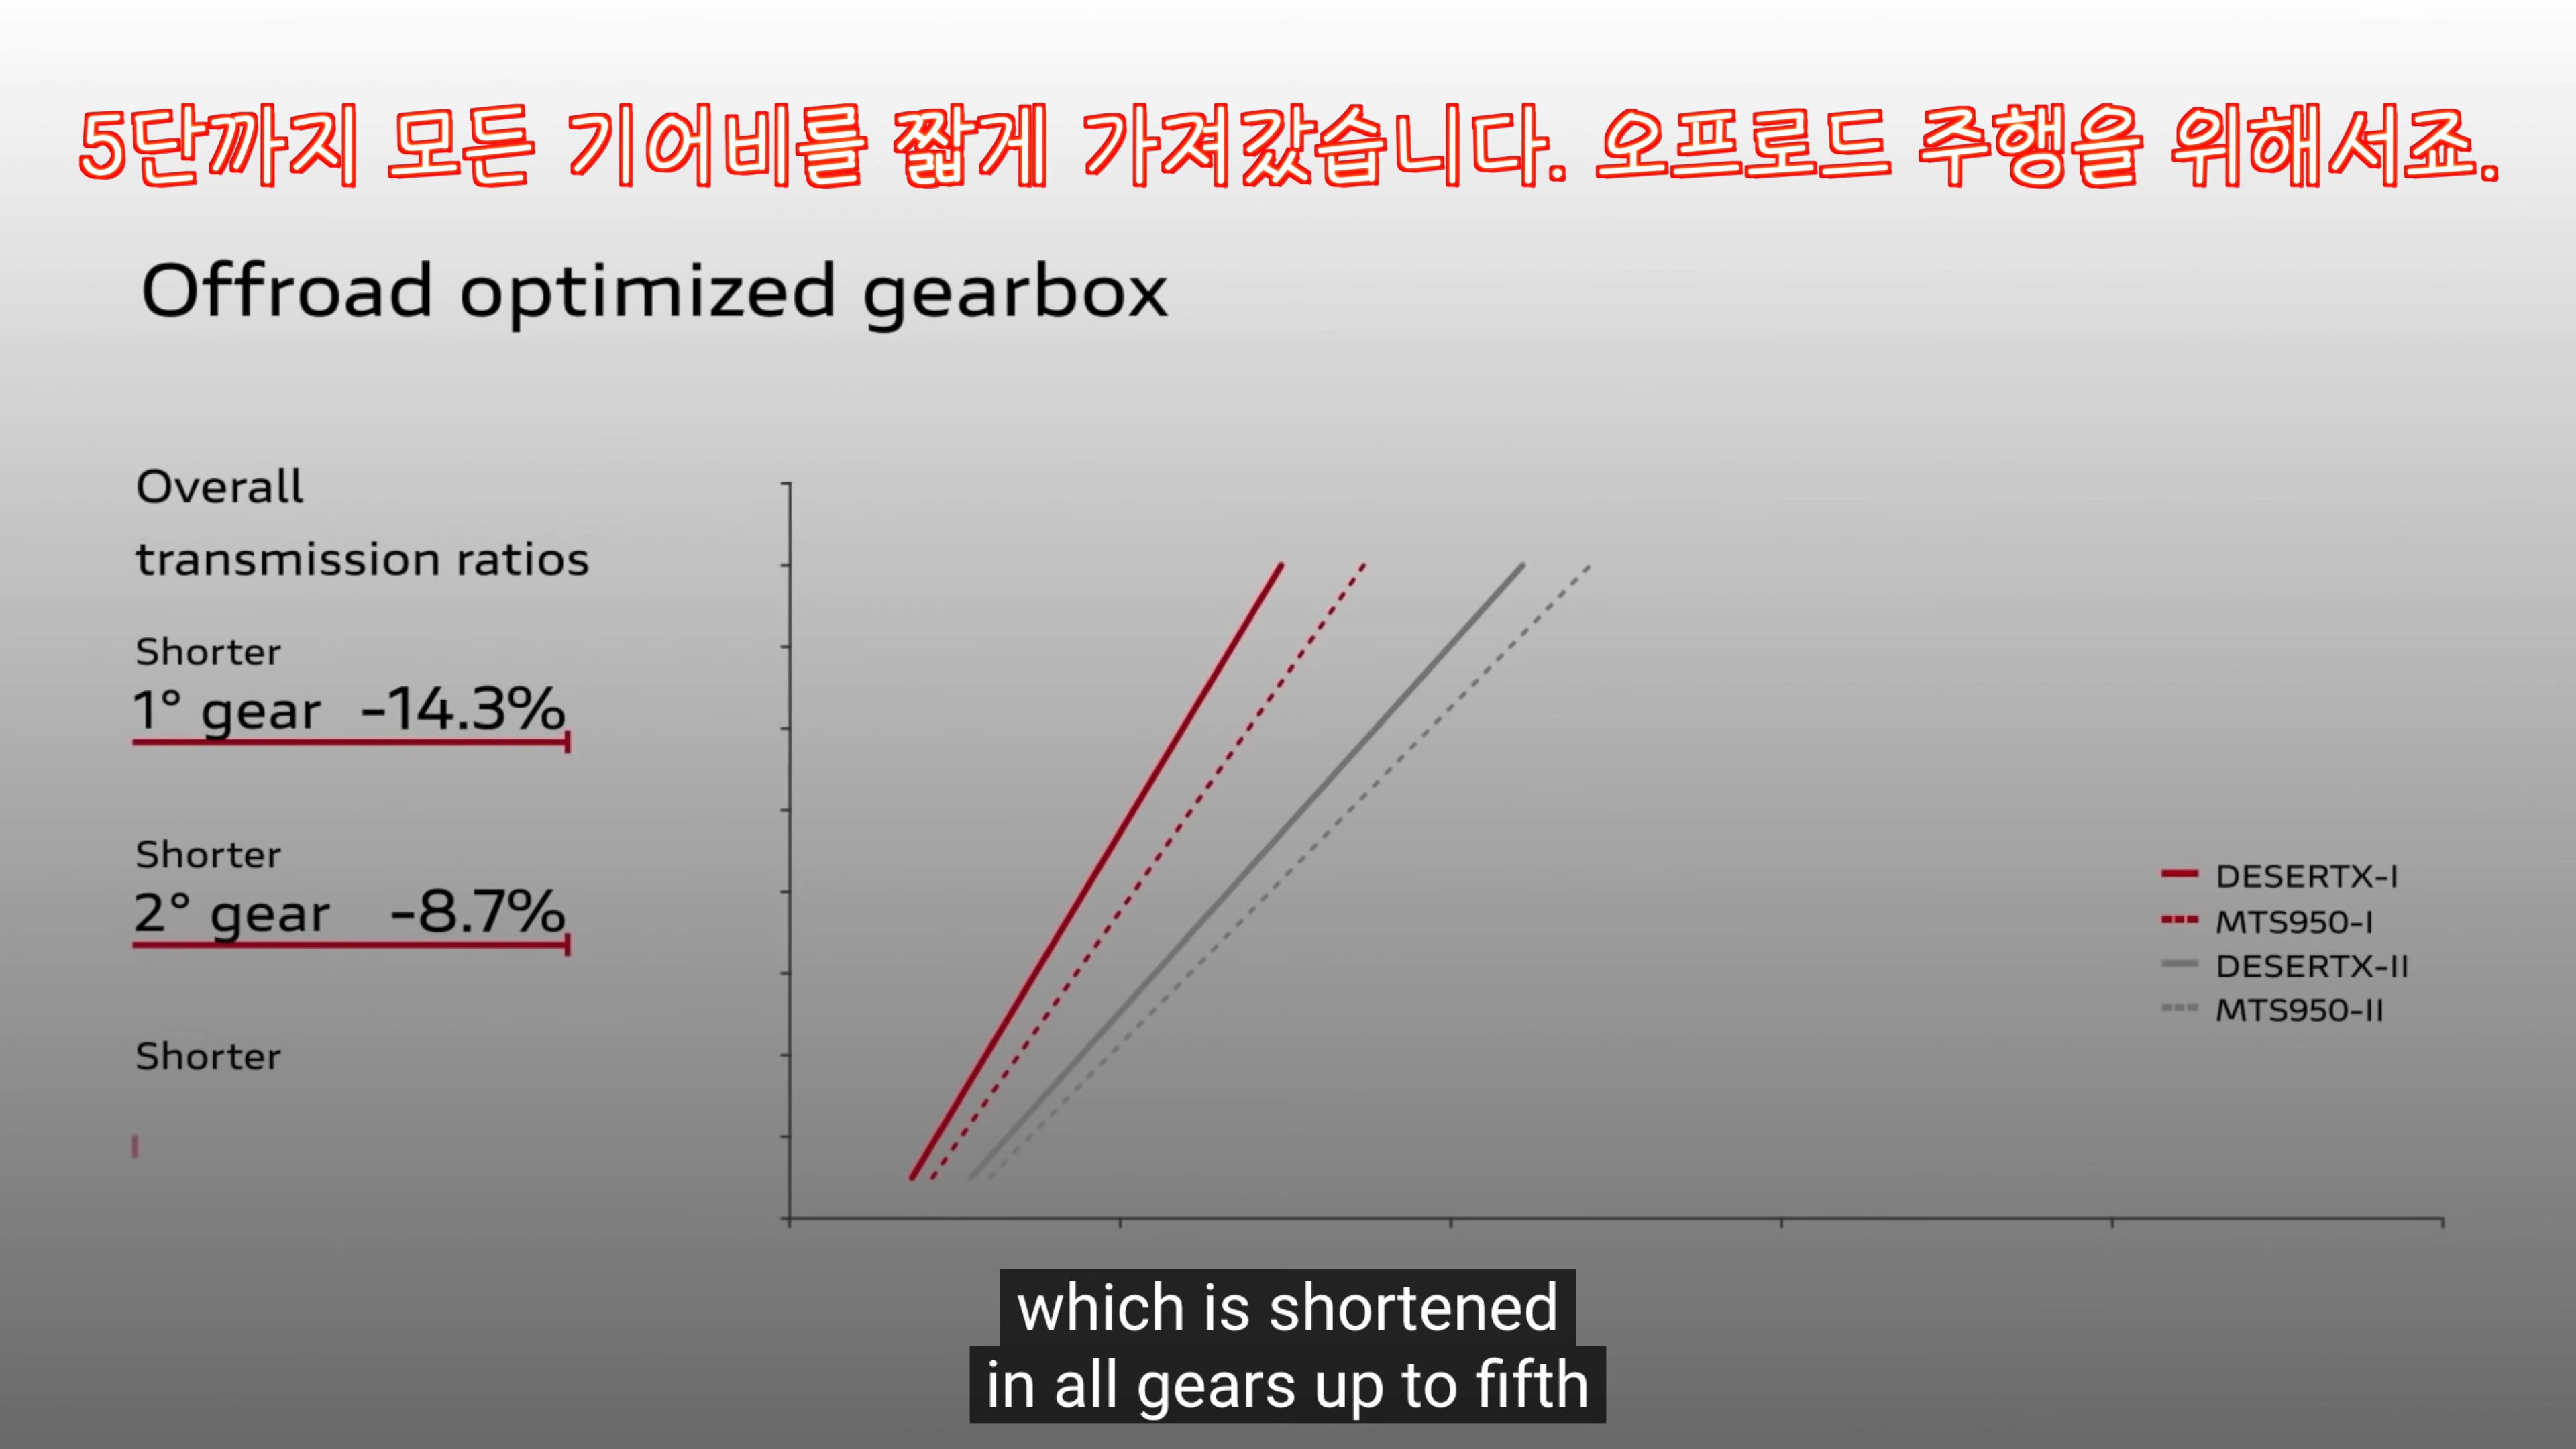 5단까지 모든 기어비를 짧게 가져갔습니다. 오프로드 주행을 위해서죠.
Offroad optimized gearbox
Overall
transmission ratios
Shorter
1° gear -14.3%
Shorter
2° gear -8.7%
Shorter
DESERTX-I
MTS950-I
DESERTX-II
MTS950-II
which is shortened
in all gears up to fifth